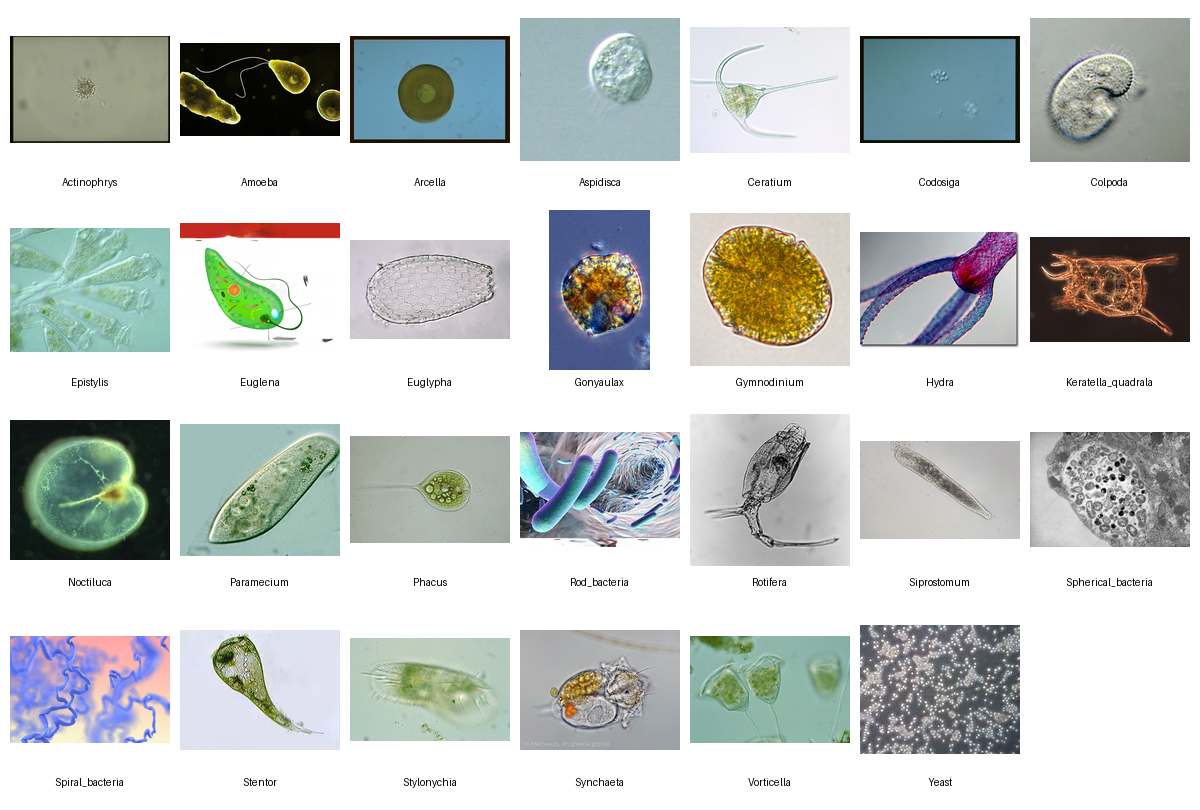 Actinophrys
Amoeba
Arcella
Aspidisca
Ceratium
Codosiga
Colpoda
Epistylis
Euglena
Euglypha
Gonyaulax
Gymnodinium
Hydra
Keratella_quadrala
Noctiluca
Paramecium
Phacus
Rod_bacteria
Rotifera
Siprostomum
Spherical_bacteria
Spiral_bacteria
Stentor
Stylonychia
Synchaeta
Vorticella
Yeast